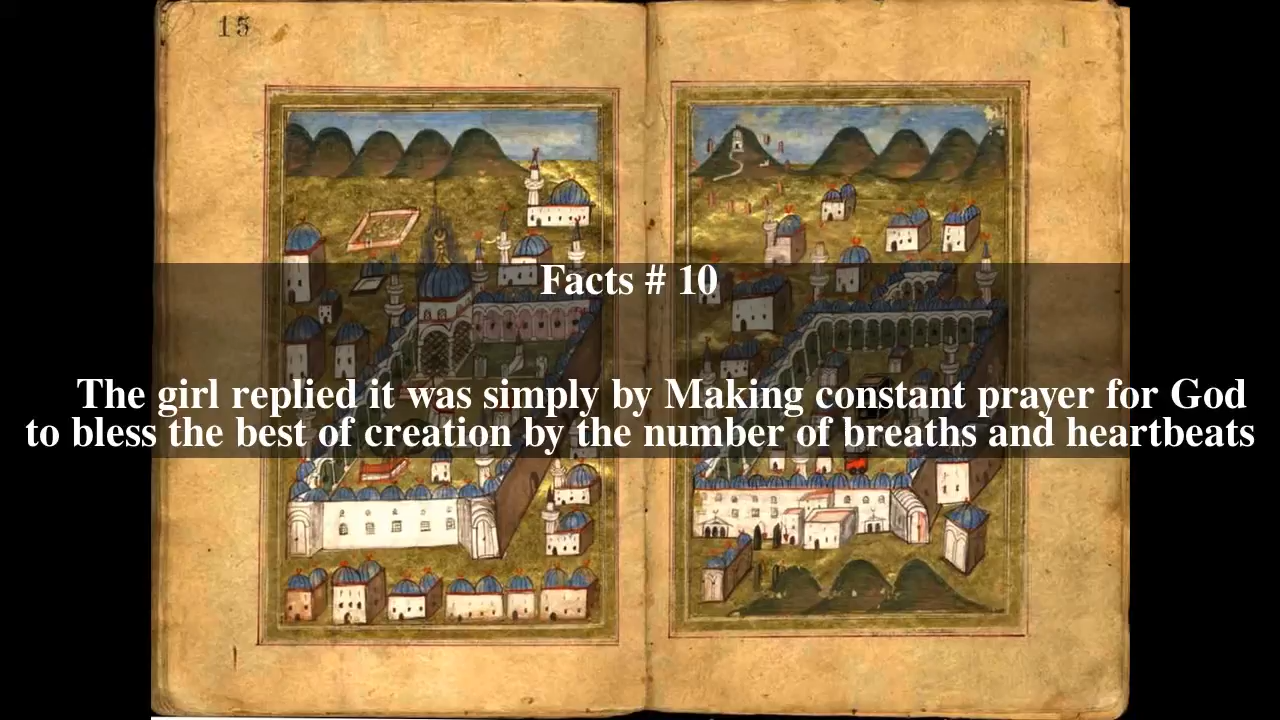 15
Facts # 10
The girl replied it was simply by Making constant prayer for God
to bless the best of creation by the number of breaths and heartbeats